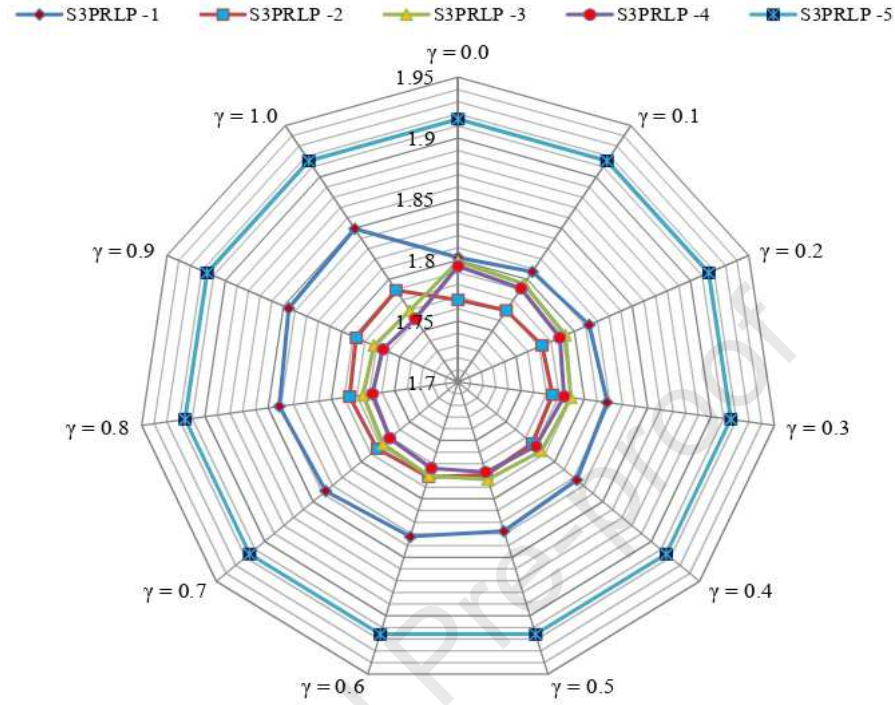 S3PRLP -1 S3PRLP -2 S3PRLP -3 S3PRLP -4 S3PRLP -5
γ = 0.0
1.95
γ = 1.0
γ = 0.1
1.9
1.85
γ = 0.9
γ = 0.2
1.8
1.75
1.7
γ = 0.8
γ = 0.3
γ = 0.7
γ = 0.4
γ = 0.6
γ = 0.5
Pre-proof